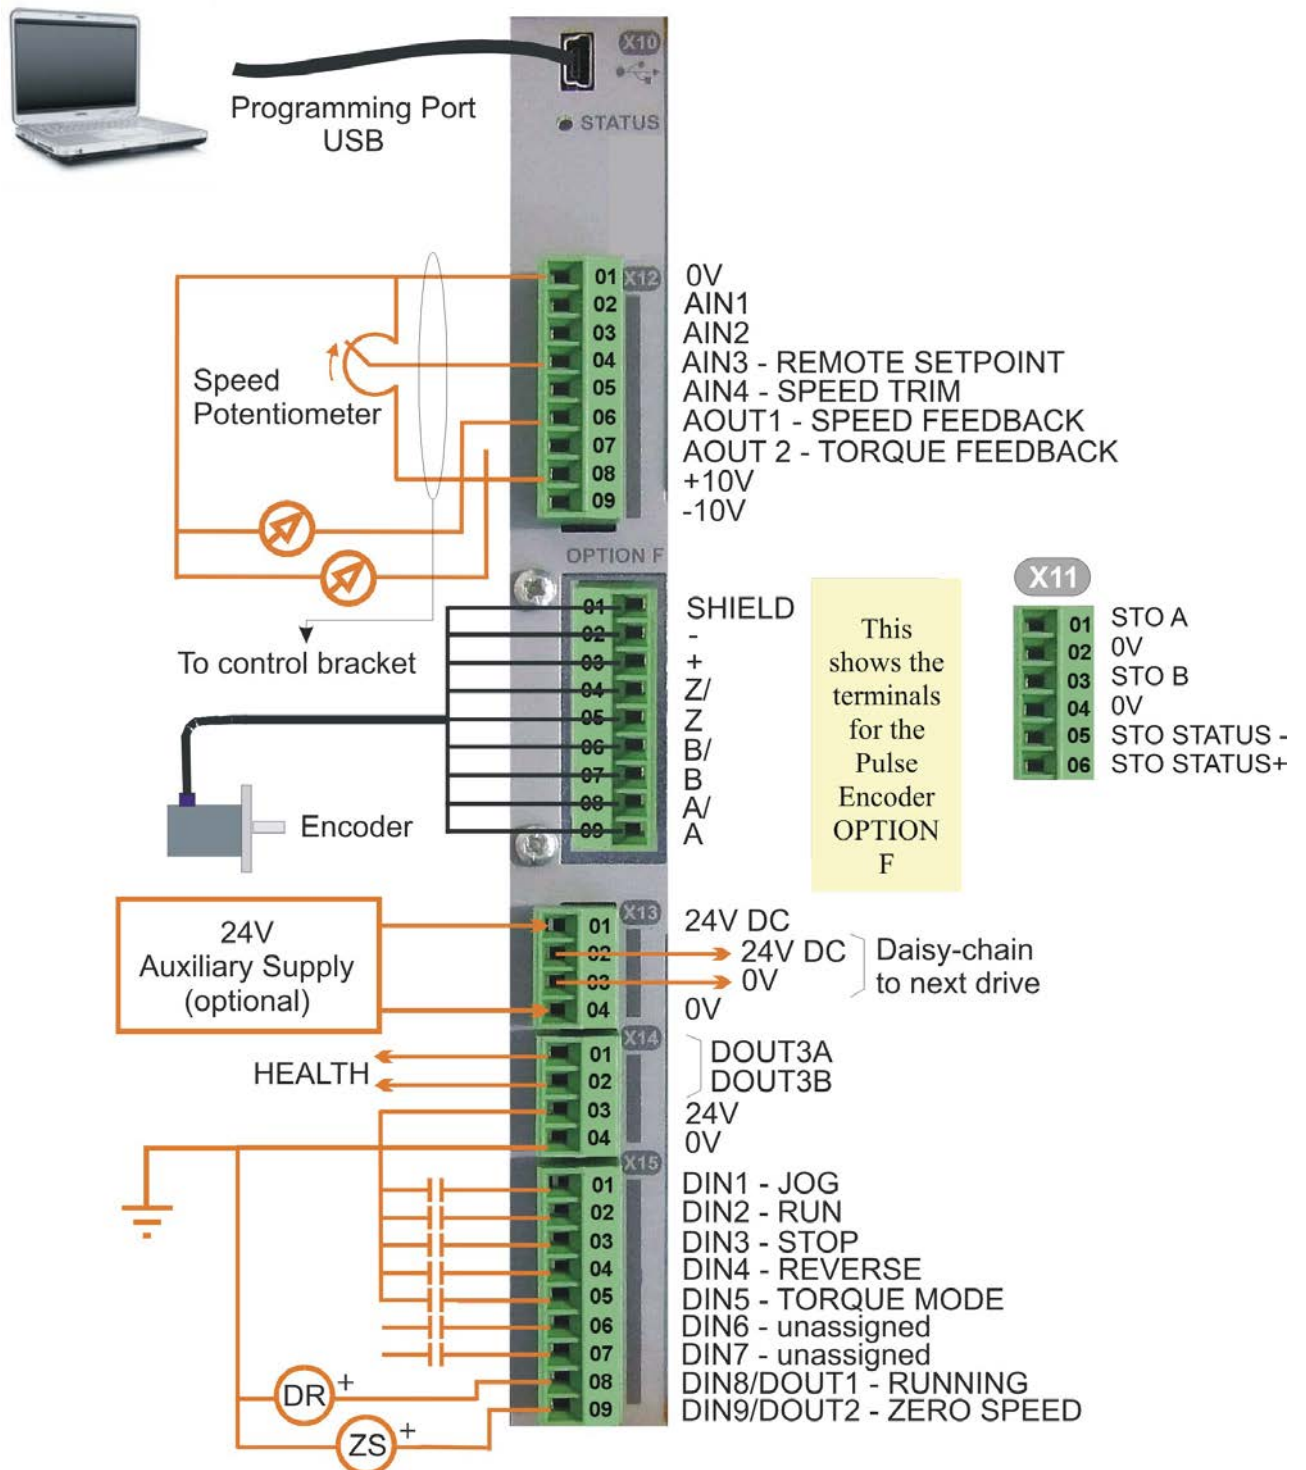 X10
Programming Port
USB
STATUS
01 X12 0V
02 AIN1
03 AIN2
04 AIN3 - REMOTE SETPOINT
05 AIN4 - SPEED TRIM
06 AOUT1 - SPEED FEEDBACK
07 AOUT 2 - TORQUE FEEDBACK
08 +10V
09 -10V
Speed
Potentiometer
OPTION F
To control bracket
01 SHIELD
02 -
03 +
04 Z/
05 Z
06 B/
07 B
08 A/
09 A
Encoder
This
shows the
terminals
for the
Pulse
Encoder
OPTION
F
X11
01 STO A
02 0V
03 STO B
04 0V
05 STO STATUS -
06 STO STATUS+
24V
Auxiliary Supply
(optional)
X13
01 24V DC
02 24V DC
03 0V
04 0V
Daisy-chain
to next drive
HEALTH
X14
01 DOUT3A
02 DOUT3B
03 24V
04 0V
X15
01 DIN1 - JOG
02 DIN2 - RUN
03 DIN3 - STOP
04 DIN4 - REVERSE
05 DIN5 - TORQUE MODE
06 DIN6 - unassigned
07 DIN7 - unassigned
08 DIN8/DOUT1 - RUNNING
09 DIN9/DOUT2 - ZERO SPEED
DR +
ZS +